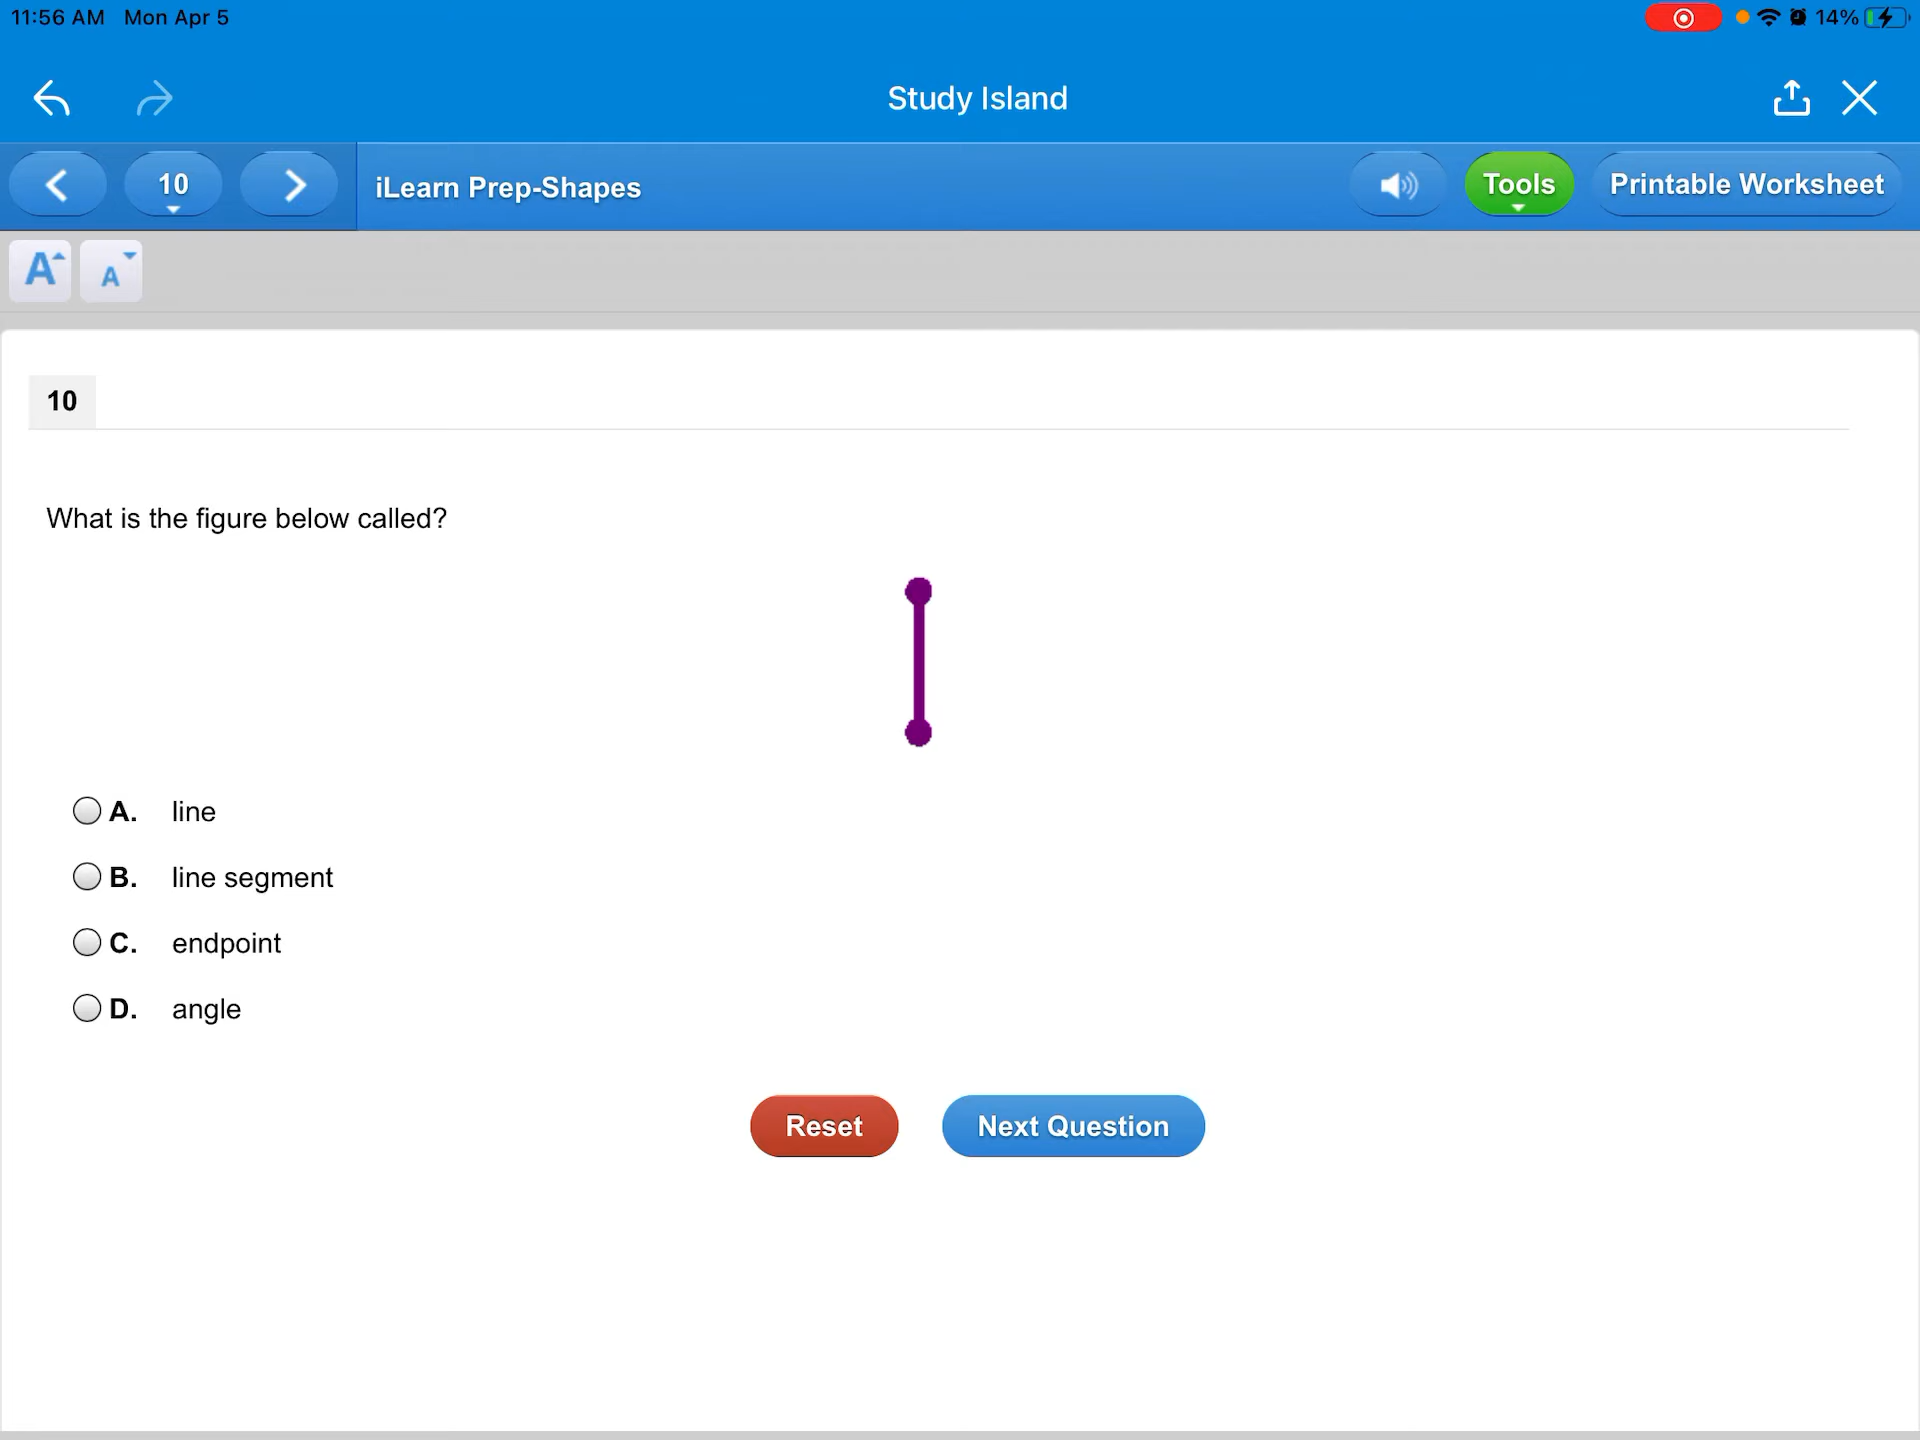 11:56 AM Mon Apr 5 14%
Study Island
10 iLearn Prep-Shapes Tools Printable Worksheet
A A
10
What is the figure below called?
A. line
B. line segment
C. endpoint
D. angle
Reset Next Question